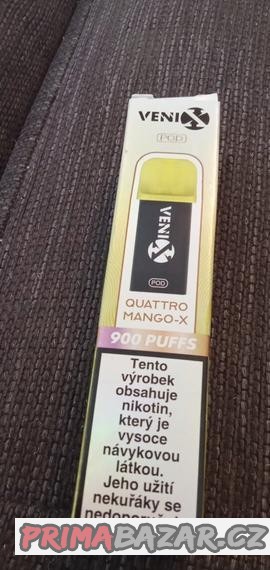 VENIX
POD
VENIX
POD
QUATTRO
MANGO-X
900 PUFFS
Tento
výrobek
obsahuje
nikotin,
který je
vysoce
návykovou
látkou.
Jeho užití
nekuřáky se
PRIMABAZAR.CZ